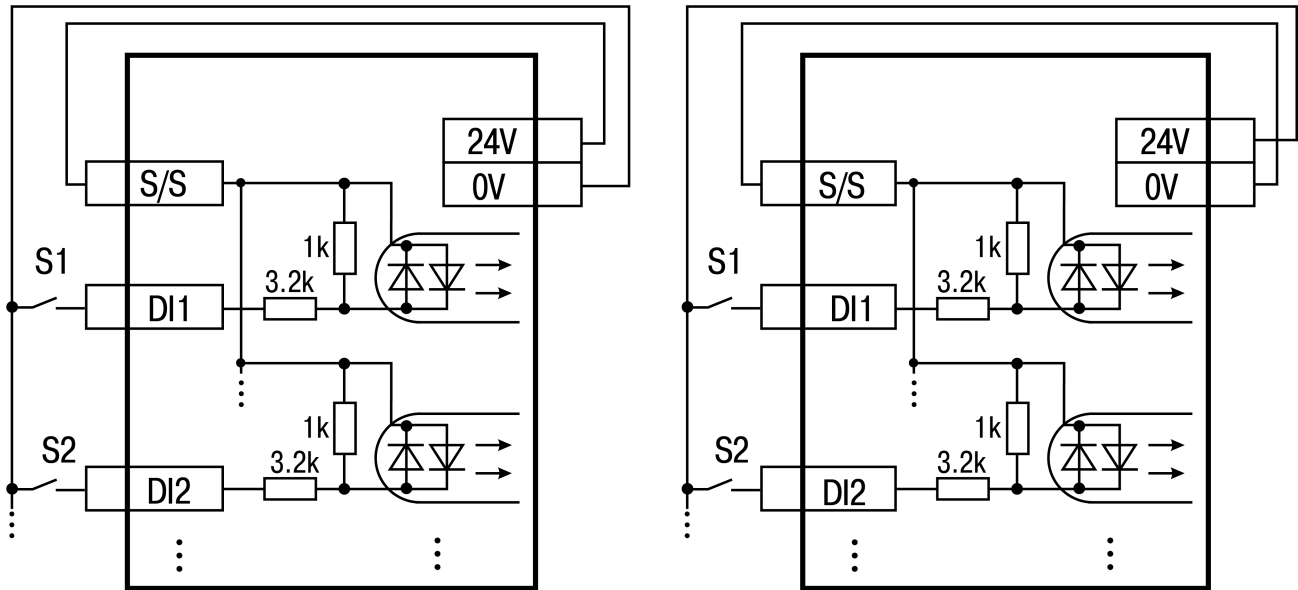 24V
0V
S/S
1k
S1
3.2k
DI1
1k
S2
3.2k
DI2
24V
0V
S/S
1k
S1
3.2k
DI1
1k
S2
3.2k
DI2